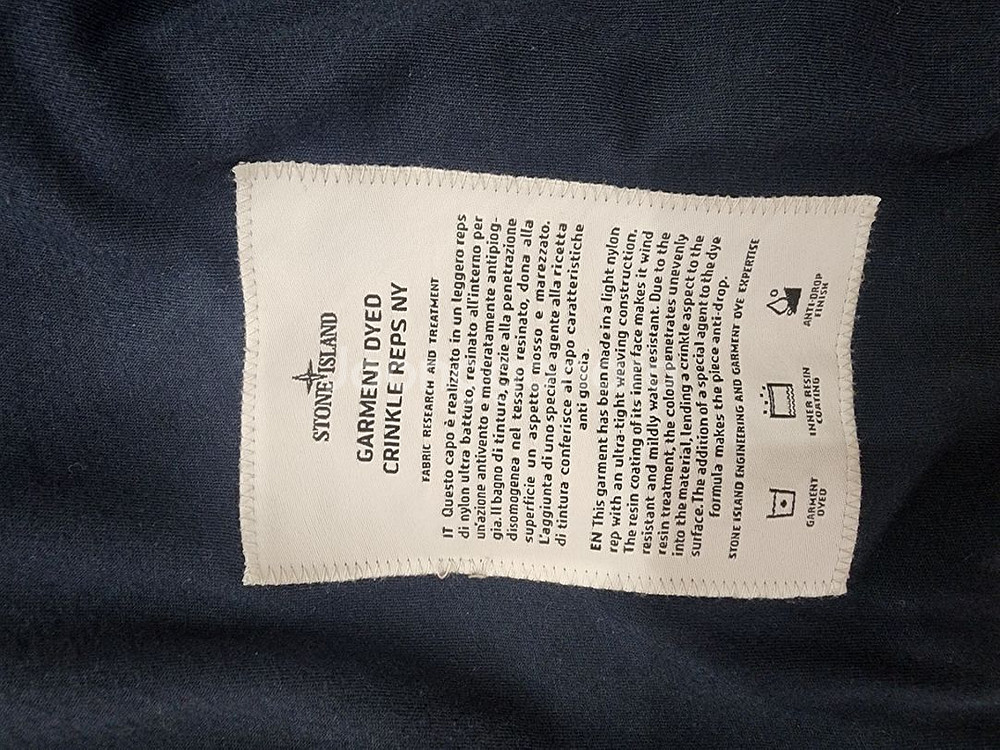 STONE ISLAND
GARMENT DYED
CRINKLE REPS NY
FABRIC RESEARCH AND TREATMENT
IT Questo capo è realizzato in un leggero reps
di nylon ultra battuto, resinato all'interno per
un'azione antivento e moderatamente antipiog-
gia. Il bagno di tintura, grazie alla penetrazione
disomogenea nel tessuto resinato, dona alla
superficie un aspetto mosso e marezzato.
L'aggiunta di uno speciale agente alla ricetta
di tintura conferisce al capo caratteristiche
anti goccia.
EN This garment has been made in a light nylon
rep with an ultra-tight weaving construction.
The resin coating of its inner face makes it wind
resistant and mildly water resistant. Due to the
resin treatment, the colour penetrates unevenly
into the material, lending a crinkle aspect to the
surface. The addition of a special agent to the dye
formula makes the piece anti-drop.
STONE ISLAND ENGINEERING AND GARMENT DYE EXPERTISE
GARMENT
DYED
INNER RESIN
COATING
ANTI-DROP
FINISH